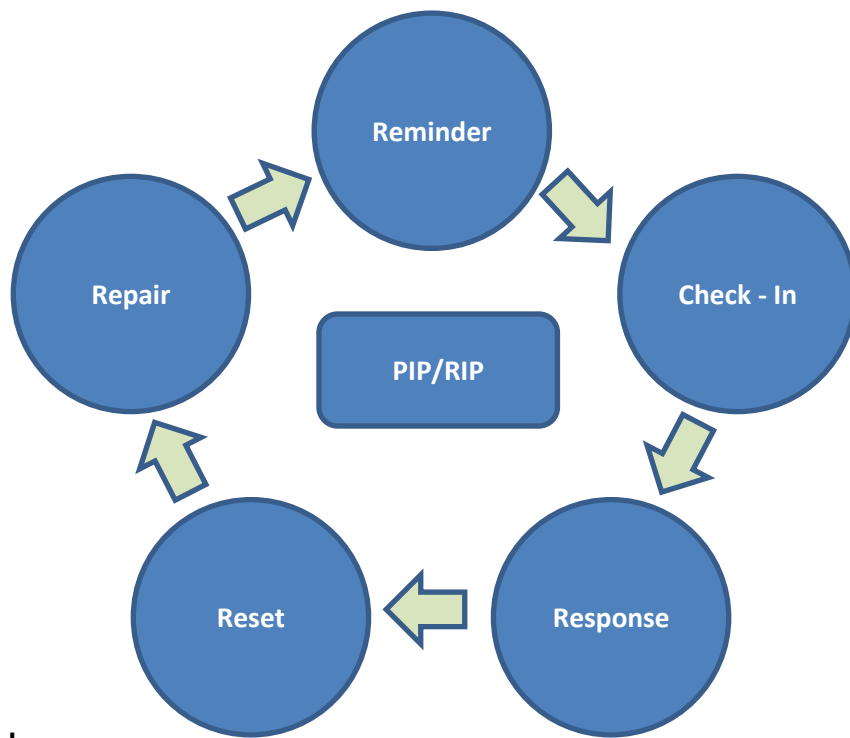 Reminder
Check - In
Response
Reset
Repair
PIP/RIP